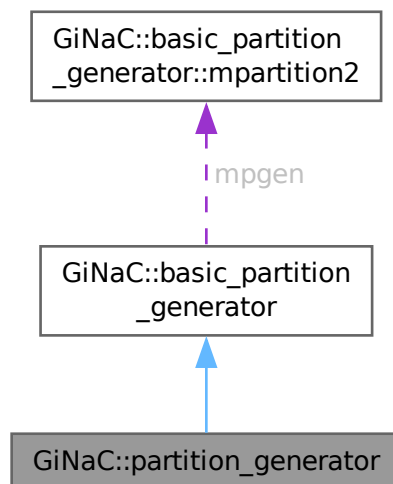 GiNaC::basic_partition
_generator::mpartition2
mpgen
GiNaC::basic_partition
_generator
GiNaC::partition_generator